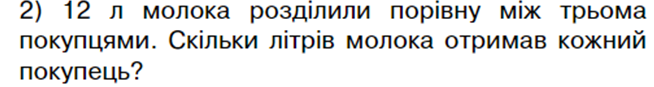 2) 12 л молока розділили порівну між трьома
покупцями. Скільки літрів молока отримав кожний
покупець?